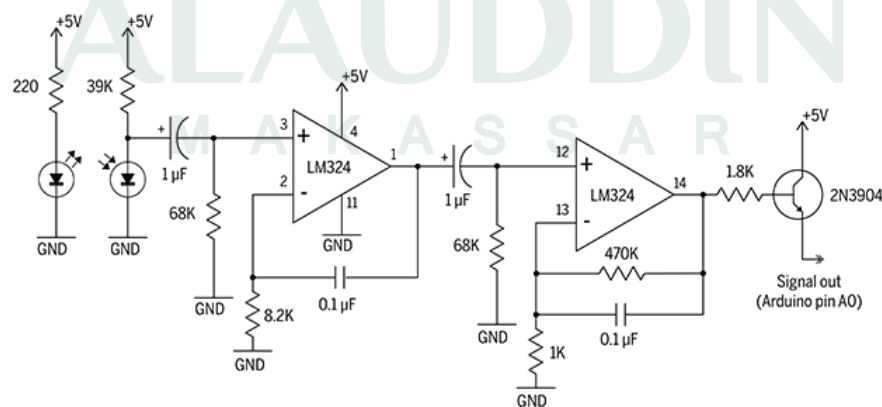 ALAUDDIN
MAKASSAR
+5V
+5V
220
39K
+
1 µF
68K
GND
GND
GND
+5V
3
+
4
LM324
1
2
-
11
GND
0.1 µF
8.2K
GND
+
1 µF
68K
GND
12
+
LM324
14
13
-
470K
0.1 µF
1K
GND
1.8K
+5V
2N3904
Signal out
(Arduino pin A0)